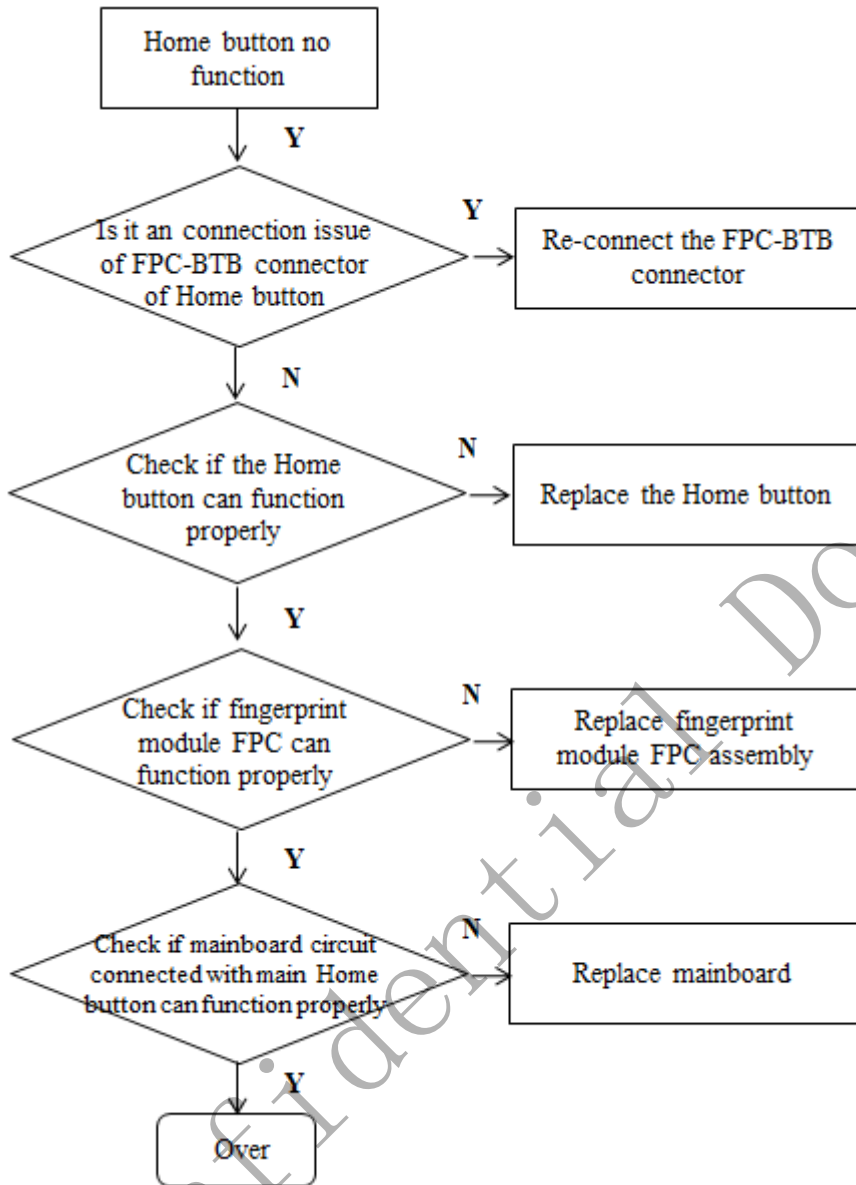 Home button no
function
Y
Is it an connection issue
of FPC-BTB connector
of Home button
Y
Re-connect the FPC-BTB
connector
N
Check if the Home
button can function
properly
N
Replace the Home button
Y
Check if fingerprint
module FPC can
function properly
N
Replace fingerprint
module FPC assembly
Y
Check if mainboard circuit
connected with main Home
button can function properly
N
Replace mainboard
Y
Over
fidential Do